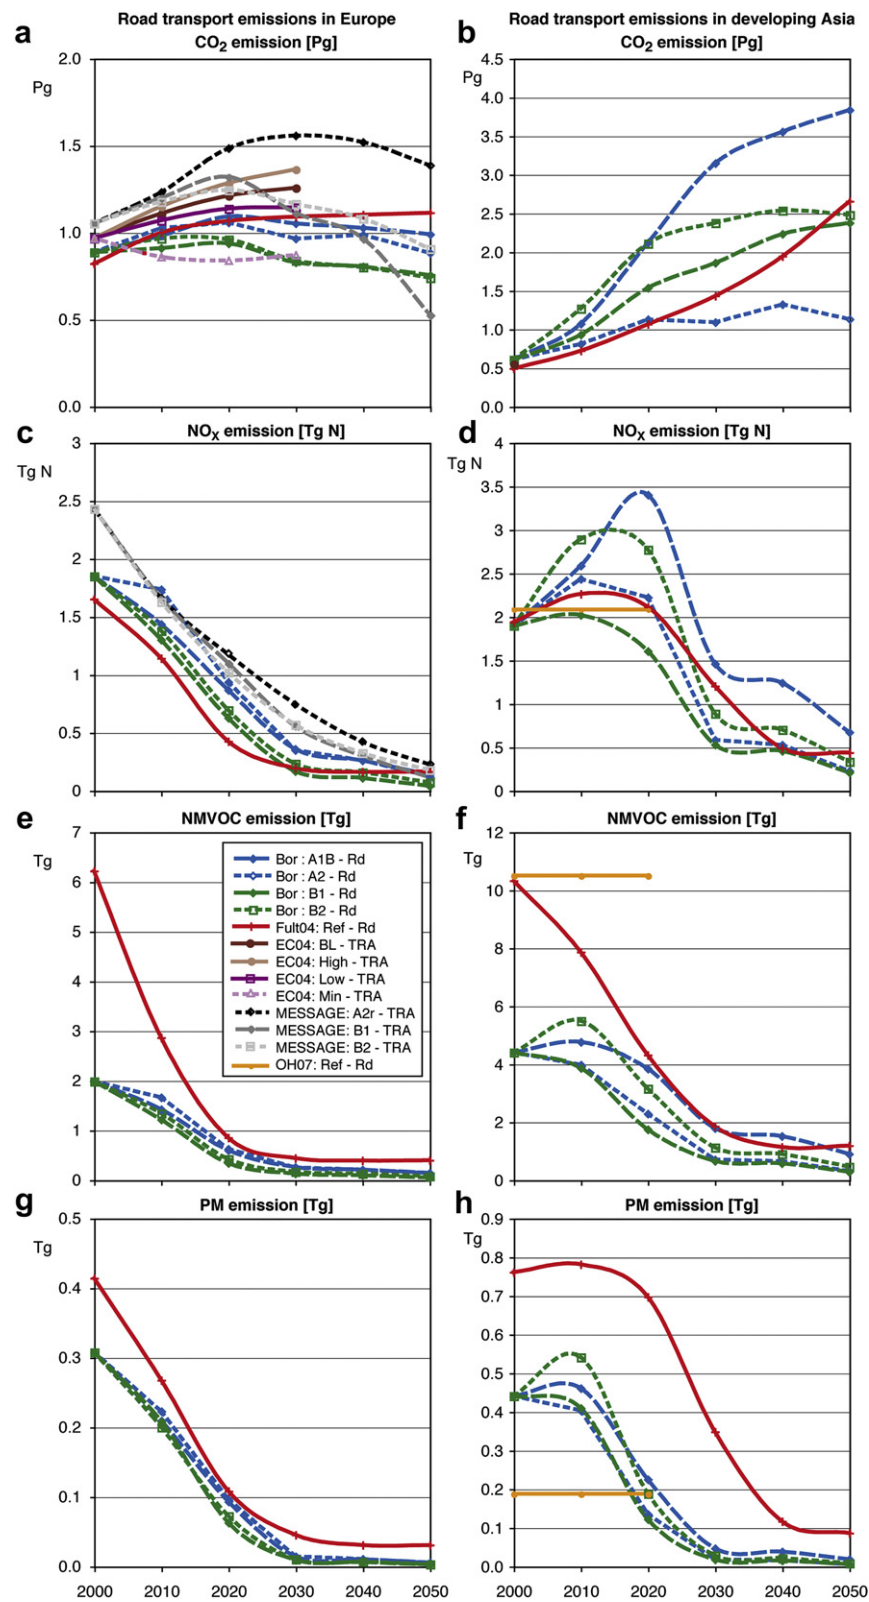 Road transport emissions in Europe
a
CO2 emission [Pg]
Pg
2.0
1.5
1.0
0.5
0.0
Road transport emissions in developing Asia
b
CO2 emission [Pg]
Pg
4.5
4.0
3.5
3.0
2.5
2.0
1.5
1.0
0.5
0.0
c
NOX emission [Tg N]
Tg N
3
2.5
2
1.5
1
0.5
0
d
NOX emission [Tg N]
Tg N
4
3.5
3
2.5
2
1.5
1
0.5
0
e
NMVOC emission [Tg]
Tg
7
6
5
4
3
2
1
0
Bor : A1B - Rd
Bor : A2 - Rd
Bor : B1 - Rd
Bor : B2 - Rd
Fult04: Ref - Rd
EC04: BL - TRA
EC04: High - TRA
EC04: Low - TRA
EC04: Min - TRA
MESSAGE: A2r - TRA
MESSAGE: B1 - TRA
MESSAGE: B2 - TRA
OH07: Ref - Rd
f
NMVOC emission [Tg]
Tg
12
10
8
6
4
2
0
g
PM emission [Tg]
Tg
0.5
0.4
0.3
0.2
0.1
0.0
2000 2010 2020 2030 2040 2050
h
PM emission [Tg]
Tg
0.9
0.8
0.7
0.6
0.5
0.4
0.3
0.2
0.1
0.0
2000 2010 2020 2030 2040 2050